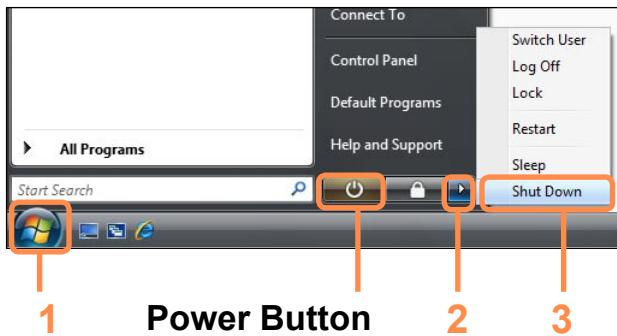 Connect To
Control Panel
Default Programs
Help and Support
All Programs
Start Search
Switch User
Log Off
Lock
Restart
Sleep
Shut Down
1
Power Button
2
3